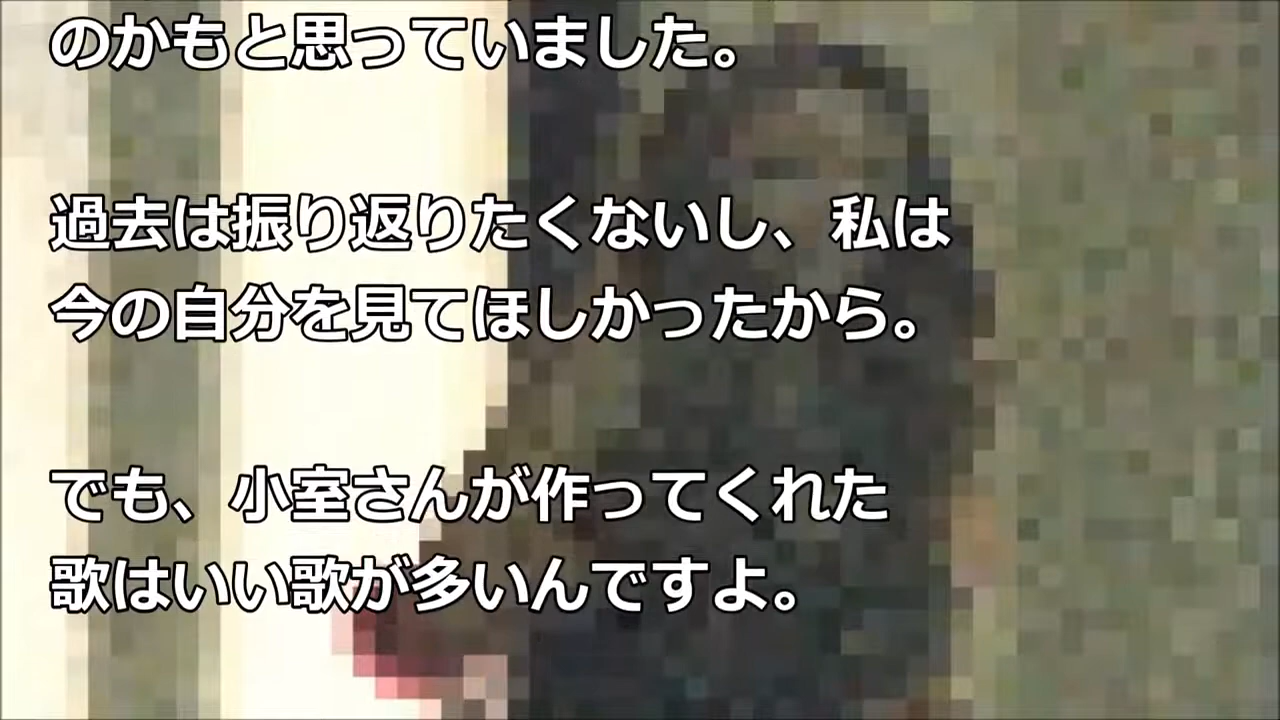 のかもと思っていました。
過去は振り返りたくないし、私は
今の自分を見てほしかったから。
でも、小室さんが作ってくれた
歌はいい歌が多いんですよ。